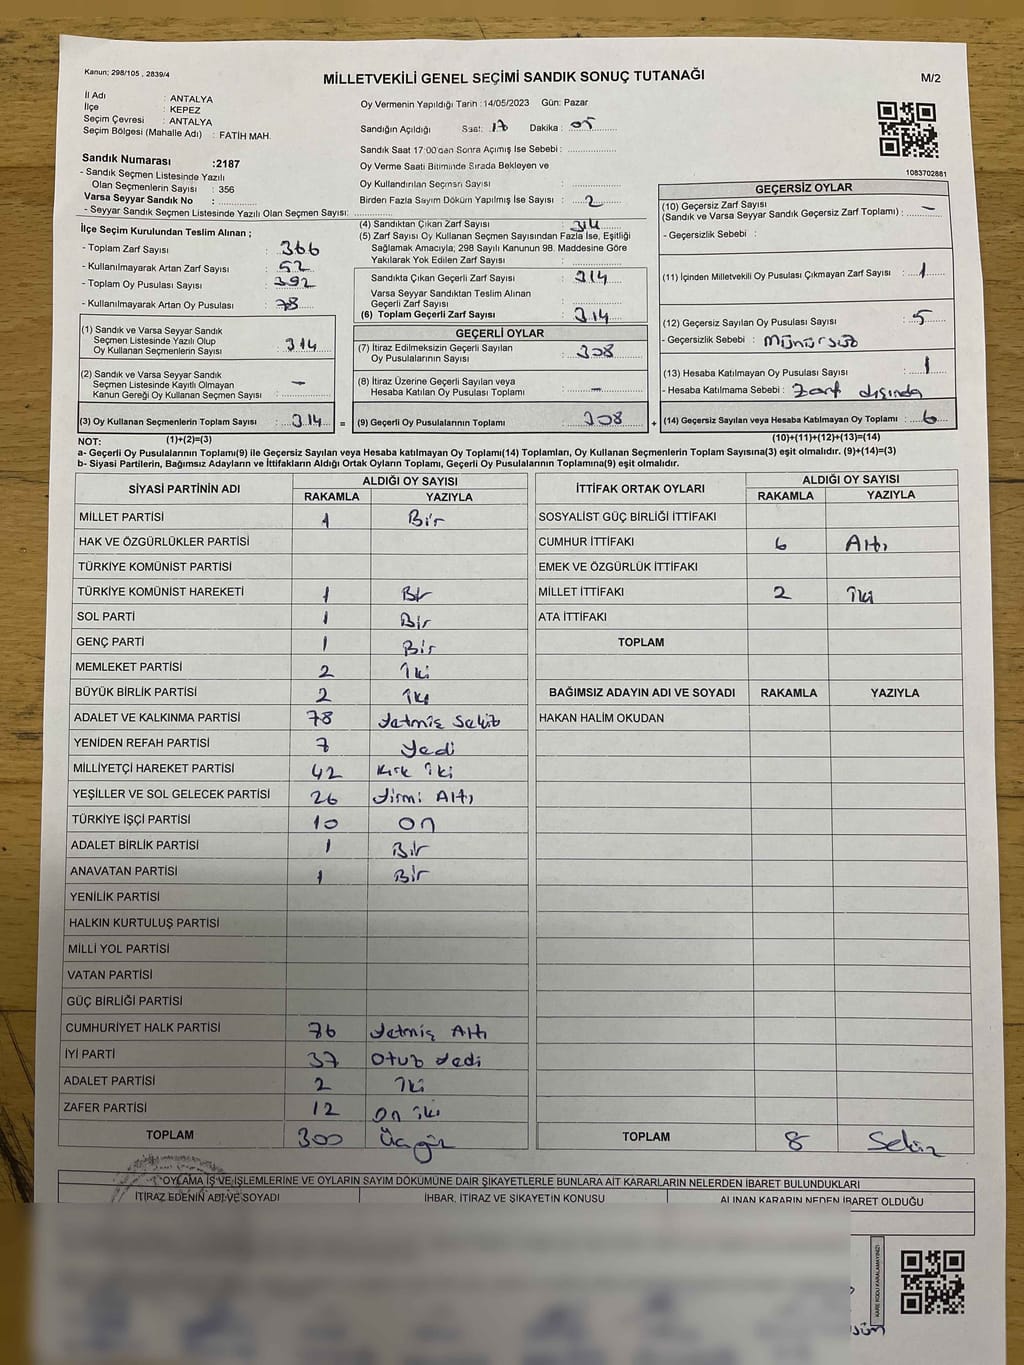 Kanun; 298/105 , 2839/4
MİLLETVEKİLİ GENEL SEÇİMİ SANDIK SONUÇ TUTANAĞI
M/2
İl Adı : ANTALYA
İlçe : KEPEZ
Seçim Çevresi : ANTALYA
Seçim Bölgesi (Mahalle Adı) : FATİH MAH.
Sandık Numarası :2187
- Sandık Seçmen Listesinde Yazılı
Olan Seçmenlerin Sayısı : 356
Varsa Seyyar Sandık No :
- Seyyar Sandık Seçmen Listesinde Yazılı Olan Seçmen Sayısı:
Oy Vermenin Yapıldığı Tarih :14/05/2023 Gün: Pazar
Sandığın Açıldığı Saat: 17 Dakika : 05
Sandık Saat 17:00'dan Sonra Açımış İse Sebebi :
Oy Verme Saati Bitiminde Sırada Bekleyen ve
Oy Kullandırılan Seçmen Sayısı :
Birden Fazla Sayım Döküm Yapılmış İse Sayısı : 2
1083702881
İlçe Seçim Kurulundan Teslim Alınan ;
- Toplam Zarf Sayısı : 366
- Kullanılmayarak Artan Zarf Sayısı : 52
- Toplam Oy Pusulası Sayısı : 392
- Kullanılmayarak Artan Oy Pusulası : 78
(1) Sandık ve Varsa Seyyar Sandık
Seçmen Listesinde Yazılı Olup
Oy Kullanan Seçmenlerin Sayısı : 314
(2) Sandık ve Varsa Seyyar Sandık
Seçmen Listesinde Kayıtlı Olmayan
Kanun Gereği Oy Kullanan Seçmen Sayısı : –
(3) Oy Kullanan Seçmenlerin Toplam Sayısı : 314 =
(4) Sandıktan Çıkan Zarf Sayısı : 314
(5) Zarf Sayısı Oy Kullanan Seçmen Sayısından Fazla İse, Eşitliği
Sağlamak Amacıyla; 298 Sayılı Kanunun 98. Maddesine Göre
Yakılarak Yok Edilen Zarf Sayısı :
Sandıkta Çıkan Geçerli Zarf Sayısı : 314
Varsa Seyyar Sandıktan Teslim Alınan
Geçerli Zarf Sayısı :
(6) Toplam Geçerli Zarf Sayısı : 314
GEÇERLİ OYLAR
(7) İtiraz Edilmeksizin Geçerli Sayılan
Oy Pusulalarının Sayısı : 308
(8) İtiraz Üzerine Geçerli Sayılan veya
Hesaba Katılan Oy Pusulası Toplamı : –
(9) Geçerli Oy Pusulalarının Toplamı : 308 +
GEÇERSİZ OYLAR
(10) Geçersiz Zarf Sayısı
(Sandık ve Varsa Seyyar Sandık Geçersiz Zarf Toplamı) : –
- Geçersizlik Sebebi :
(11) İçinden Milletvekili Oy Pusulası Çıkmayan Zarf Sayısı : 1
(12) Geçersiz Sayılan Oy Pusulası Sayısı : 5
- Geçersizlik Sebebi : Mühürsüz
(13) Hesaba Katılmayan Oy Pusulası Sayısı : 1
- Hesaba Katılmama Sebebi : Zarf dışında
(14) Geçersiz Sayılan veya Hesaba Katılmayan Oy Toplamı : 6
NOT: (1)+(2)=(3) (10)+(11)+(12)+(13)=(14)
a- Geçerli Oy Pusulalarının Toplamı(9) ile Geçersiz Sayılan veya Hesaba katılmayan Oy Toplamı(14) Toplamları, Oy Kullanan Seçmenlerin Toplam Sayısına(3) eşit olmalıdır. (9)+(14)=(3)
b- Siyasi Partilerin, Bağımsız Adayların ve İttifakların Aldığı Ortak Oyların Toplamı, Geçerli Oy Pusulalarının Toplamına(9) eşit olmalıdır.
SİYASİ PARTİNİN ADI ALDIĞI OY SAYISI
RAKAMLA YAZIYLA
MİLLET PARTİSİ 1 Bir
HAK VE ÖZGÜRLÜKLER PARTİSİ
TÜRKİYE KOMÜNİST PARTİSİ
TÜRKİYE KOMÜNİST HAREKETİ 1 Bir
SOL PARTİ 1 Bir
GENÇ PARTİ 1 Bir
MEMLEKET PARTİSİ 2 İki
BÜYÜK BİRLİK PARTİSİ 2 İki
ADALET VE KALKINMA PARTİSİ 78 Yetmiş Sekiz
YENİDEN REFAH PARTİSİ 7 Yedi
MİLLİYETÇİ HAREKET PARTİSİ 42 Kırk İki
YEŞİLLER VE SOL GELECEK PARTİSİ 26 Yirmi Altı
TÜRKİYE İŞÇİ PARTİSİ 10 On
ADALET BİRLİK PARTİSİ 1 Bir
ANAVATAN PARTİSİ 1 Bir
YENİLİK PARTİSİ
HALKIN KURTULUŞ PARTİSİ
MİLLİ YOL PARTİSİ
VATAN PARTİSİ
GÜÇ BİRLİĞİ PARTİSİ
CUMHURİYET HALK PARTİSİ 76 Yetmiş Altı
İYİ PARTİ 37 Otuz Yedi
ADALET PARTİSİ 2 İki
ZAFER PARTİSİ 12 On İki
TOPLAM 300 Üçyüz
İTTİFAK ORTAK OYLARI ALDIĞI OY SAYISI
RAKAMLA YAZIYLA
SOSYALİST GÜÇ BİRLİĞİ İTTİFAKI
CUMHUR İTTİFAKI 6 Altı
EMEK VE ÖZGÜRLÜK İTTİFAKI
MİLLET İTTİFAKI 2 İki
ATA İTTİFAKI
TOPLAM
BAĞIMSIZ ADAYIN ADI VE SOYADI RAKAMLA YAZIYLA
HAKAN HALİM OKUDAN
TOPLAM 8 Sekiz
OYLAMA İŞ VE İŞLEMLERİNE VE OYLARIN SAYIM DÖKÜMÜNE DAİR ŞİKAYETLERLE BUNLARA AİT KARARLARIN NELERDEN İBARET BULUNDUKLARI
İTİRAZ EDENİN ADI VE SOYADI İHBAR, İTİRAZ VE ŞİKAYETİN KONUSU ALINAN KARARIN NEDEN İBARET OLDUĞU
KARE KODU KARALAMAYINIZ!